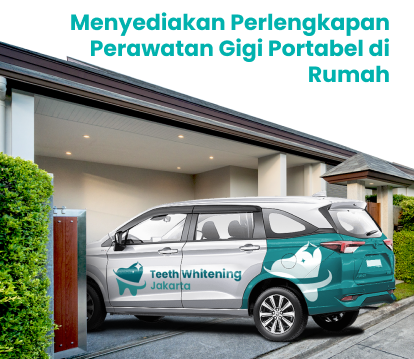 Menyediakan Perlengkapan
Perawatan Gigi Portabel di
Rumah
Teeth Whitening
Jakarta